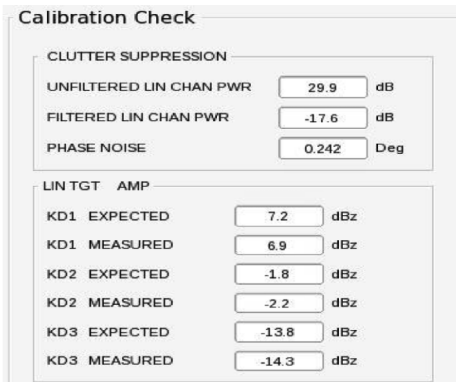 Calibration Check
CLUTTER SUPPRESSION
UNFILTERED LIN CHAN PWR 29.9 dB
FILTERED LIN CHAN PWR -17.6 dB
PHASE NOISE 0.242 Deg
LIN TGT AMP
KD1 EXPECTED 7.2 dBz
KD1 MEASURED 6.9 dBz
KD2 EXPECTED -1.8 dBz
KD2 MEASURED -2.2 dBz
KD3 EXPECTED -13.8 dBz
KD3 MEASURED -14.3 dBz